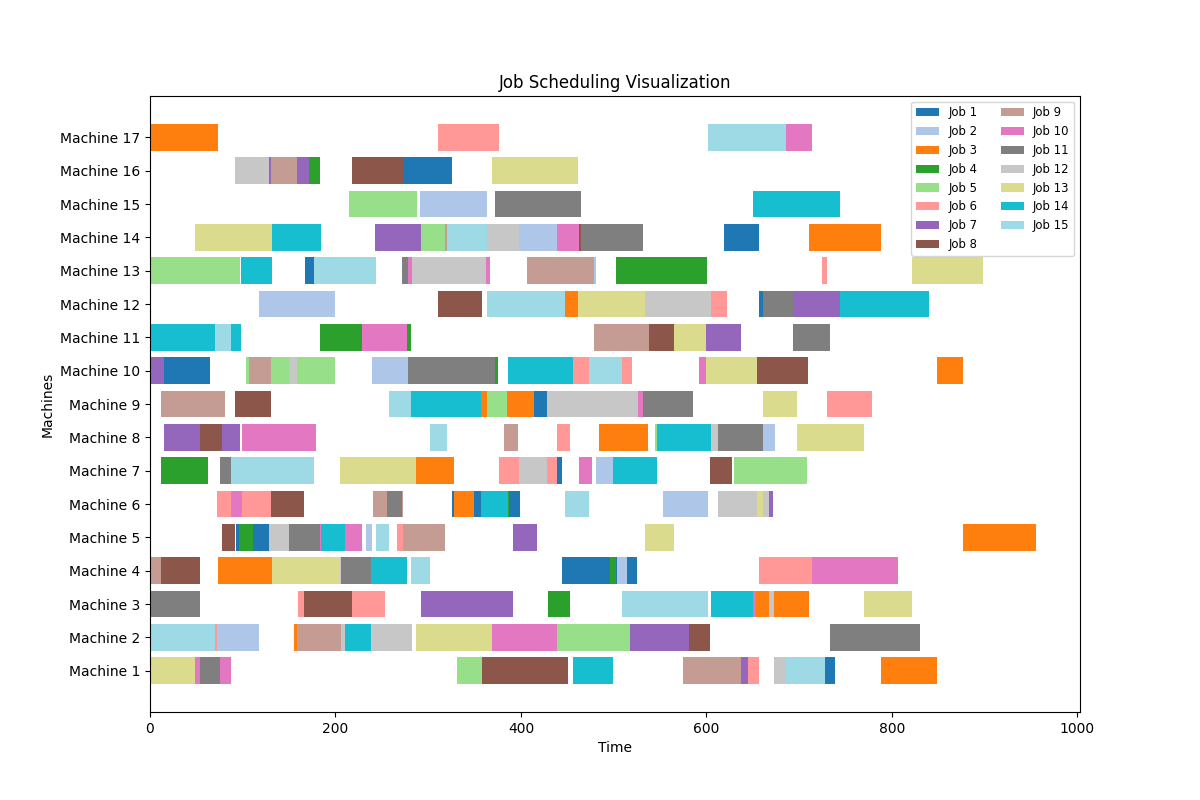 Job Scheduling Visualization
Machine 17
Machine 16
Machine 15
Machine 14
Machine 13
Machine 12
Machine 11
Machine 10
Machine 9
Machine 8
Machine 7
Machine 6
Machine 5
Machine 4
Machine 3
Machine 2
Machine 1
Machines
0 200 400 600 800 1000
Time
Job 1
Job 2
Job 3
Job 4
Job 5
Job 6
Job 7
Job 8
Job 9
Job 10
Job 11
Job 12
Job 13
Job 14
Job 15